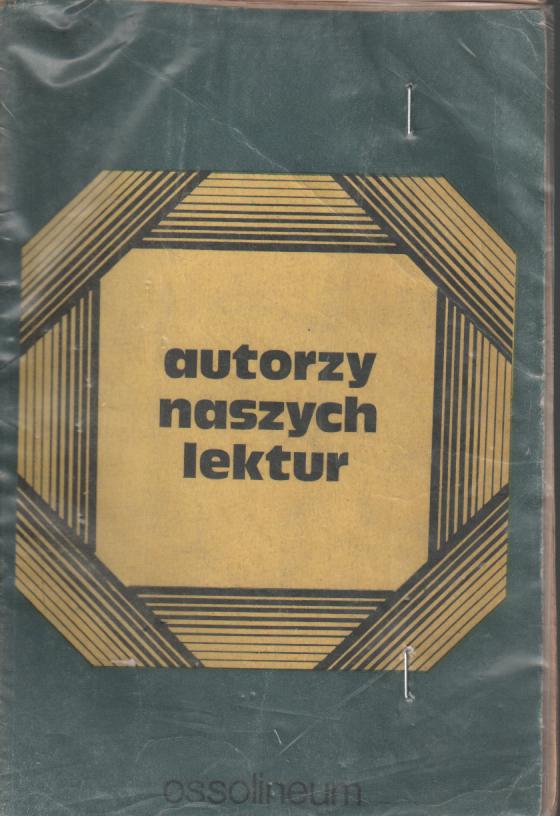 autorzy
naszych
lektur
ossolineum